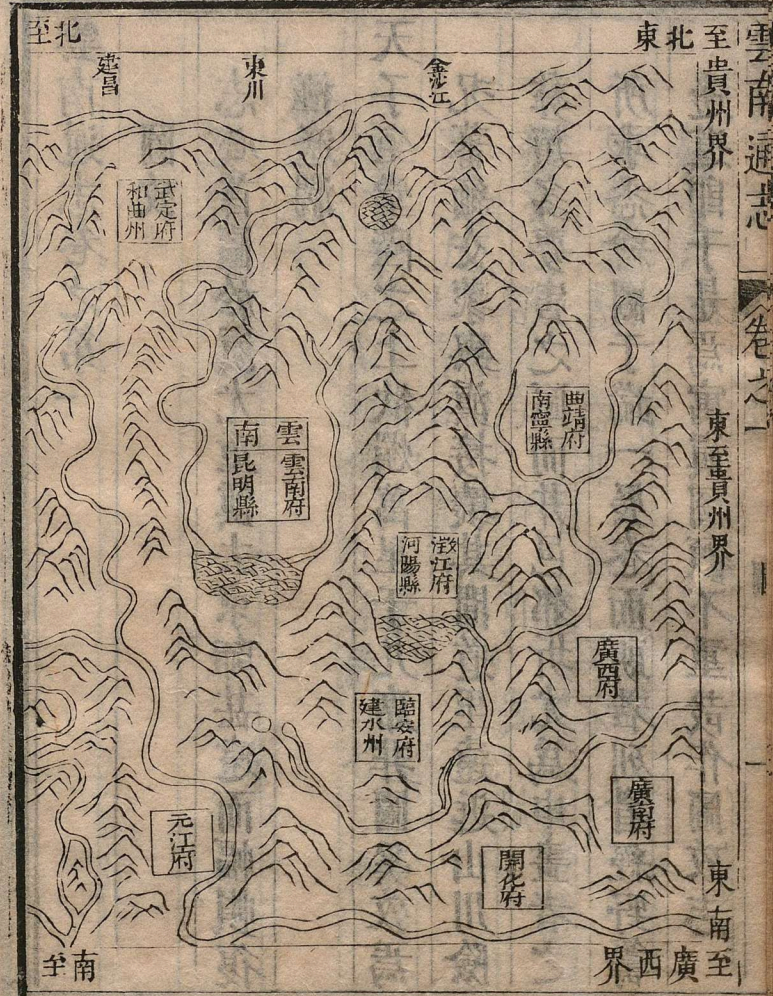 雲南通志
卷之一
東北至貴州界
北至
金沙江
東川
建昌
武定府
和曲州
曲靖府
南寧縣
雲南
雲南府
昆明縣
東至貴州界
澂江府
河陽縣
廣西府
臨安府
建水州
廣南府
元江府
開化府
東南至廣西界
南至